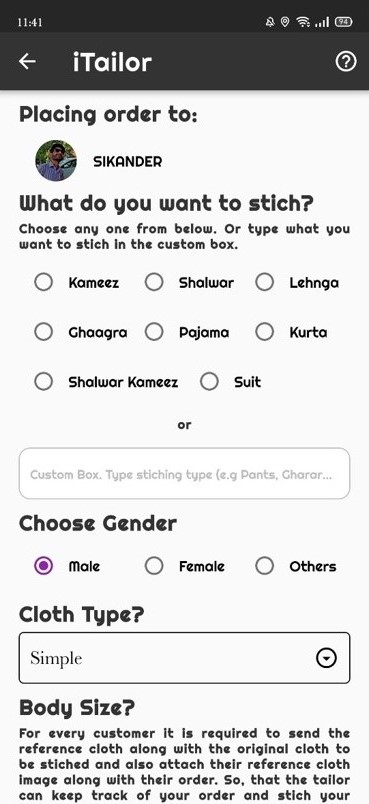 11:41
94
iTailor
Placing order to:
SIKANDER
What do you want to stich?
Choose any one from below. Or type what you
want to stich in the custom box.
Kameez Shalwar Lehnga
Ghaagra Pajama Kurta
Shalwar Kameez Suit
or
Custom Box. Type stiching type (e.g Pants, Gharar...
Choose Gender
Male Female Others
Cloth Type?
Simple
Body Size?
For every customer it is required to send the
reference cloth along with the original cloth to
be stiched and also attach their reference cloth
image along with their order. So, that the tailor
can keep track of your order and stich your